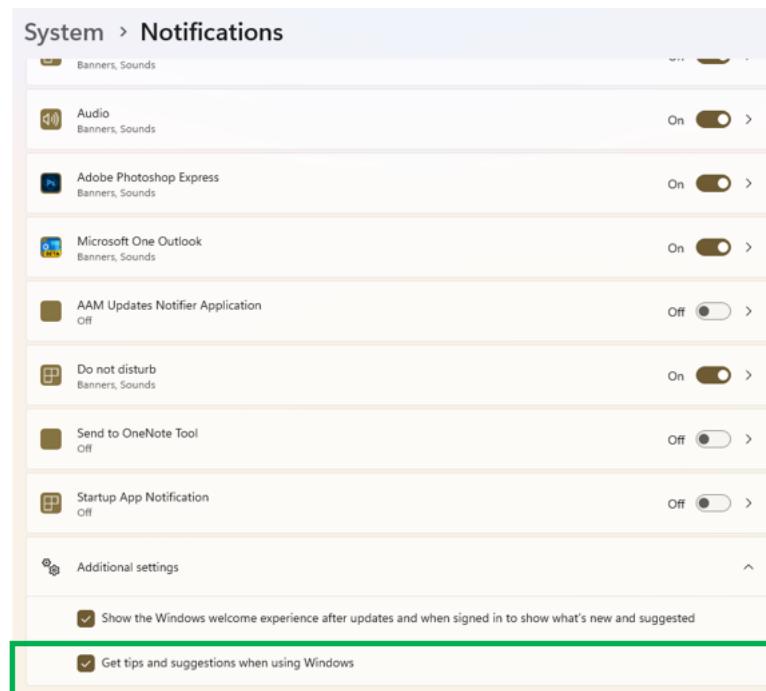 System > Notifications
Banners, Sounds
Audio
On
Banners, Sounds
Adobe Photoshop Express
On
Banners, Sounds
Microsoft One Outlook
On
Banners, Sounds
AAM Updates Notifier Application
Off
Off
Do not disturb
On
Banners, Sounds
Send to OneNote Tool
Off
Off
Startup App Notification
Off
Off
Additional settings
Show the Windows welcome experience after updates and when signed in to show what's new and suggested
Get tips and suggestions when using Windows